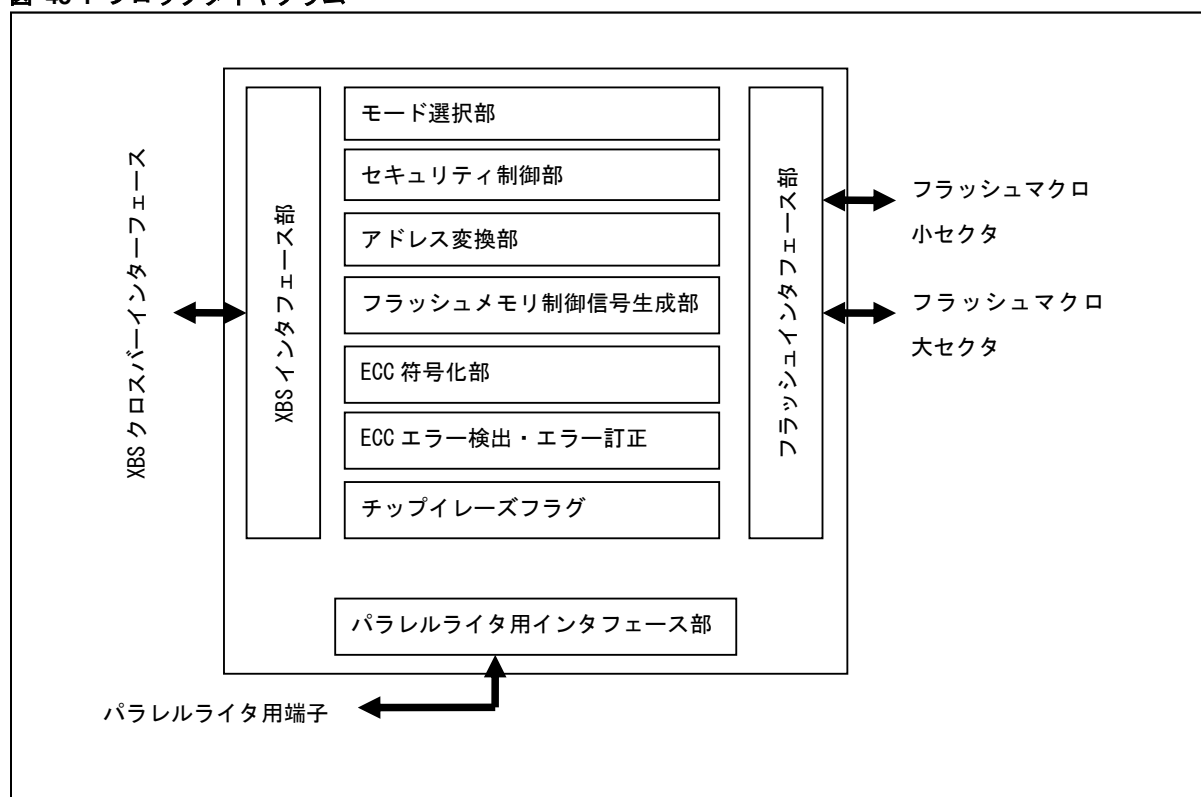 モード選択部
セキュリティ制御部
アドレス変換部
フラッシュメモリ制御信号生成部
ECC 符号化部
ECC エラー検出・エラー訂正
チップイレーズフラグ
XBS クロスバーインターフェース
XBS インタフェース部
フラッシュインタフェース部
フラッシュマクロ
小セクタ
フラッシュマクロ
大セクタ
パラレルライタ用インタフェース部
パラレルライタ用端子